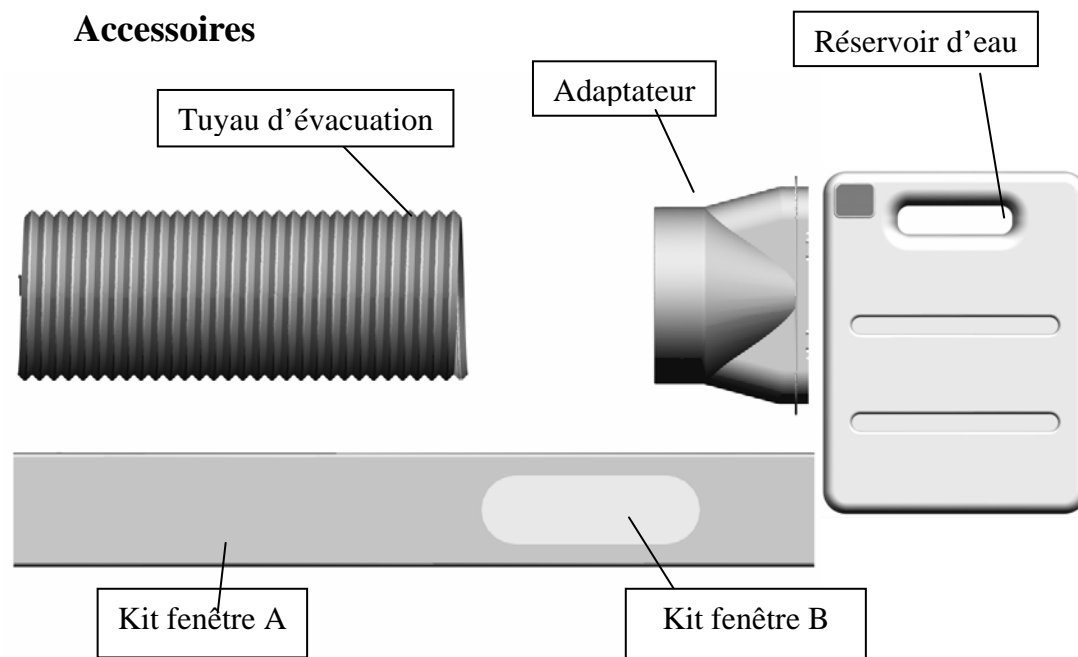 Accessoires
Réservoir d’eau
Adaptateur
Tuyau d’évacuation
Kit fenêtre A
Kit fenêtre B